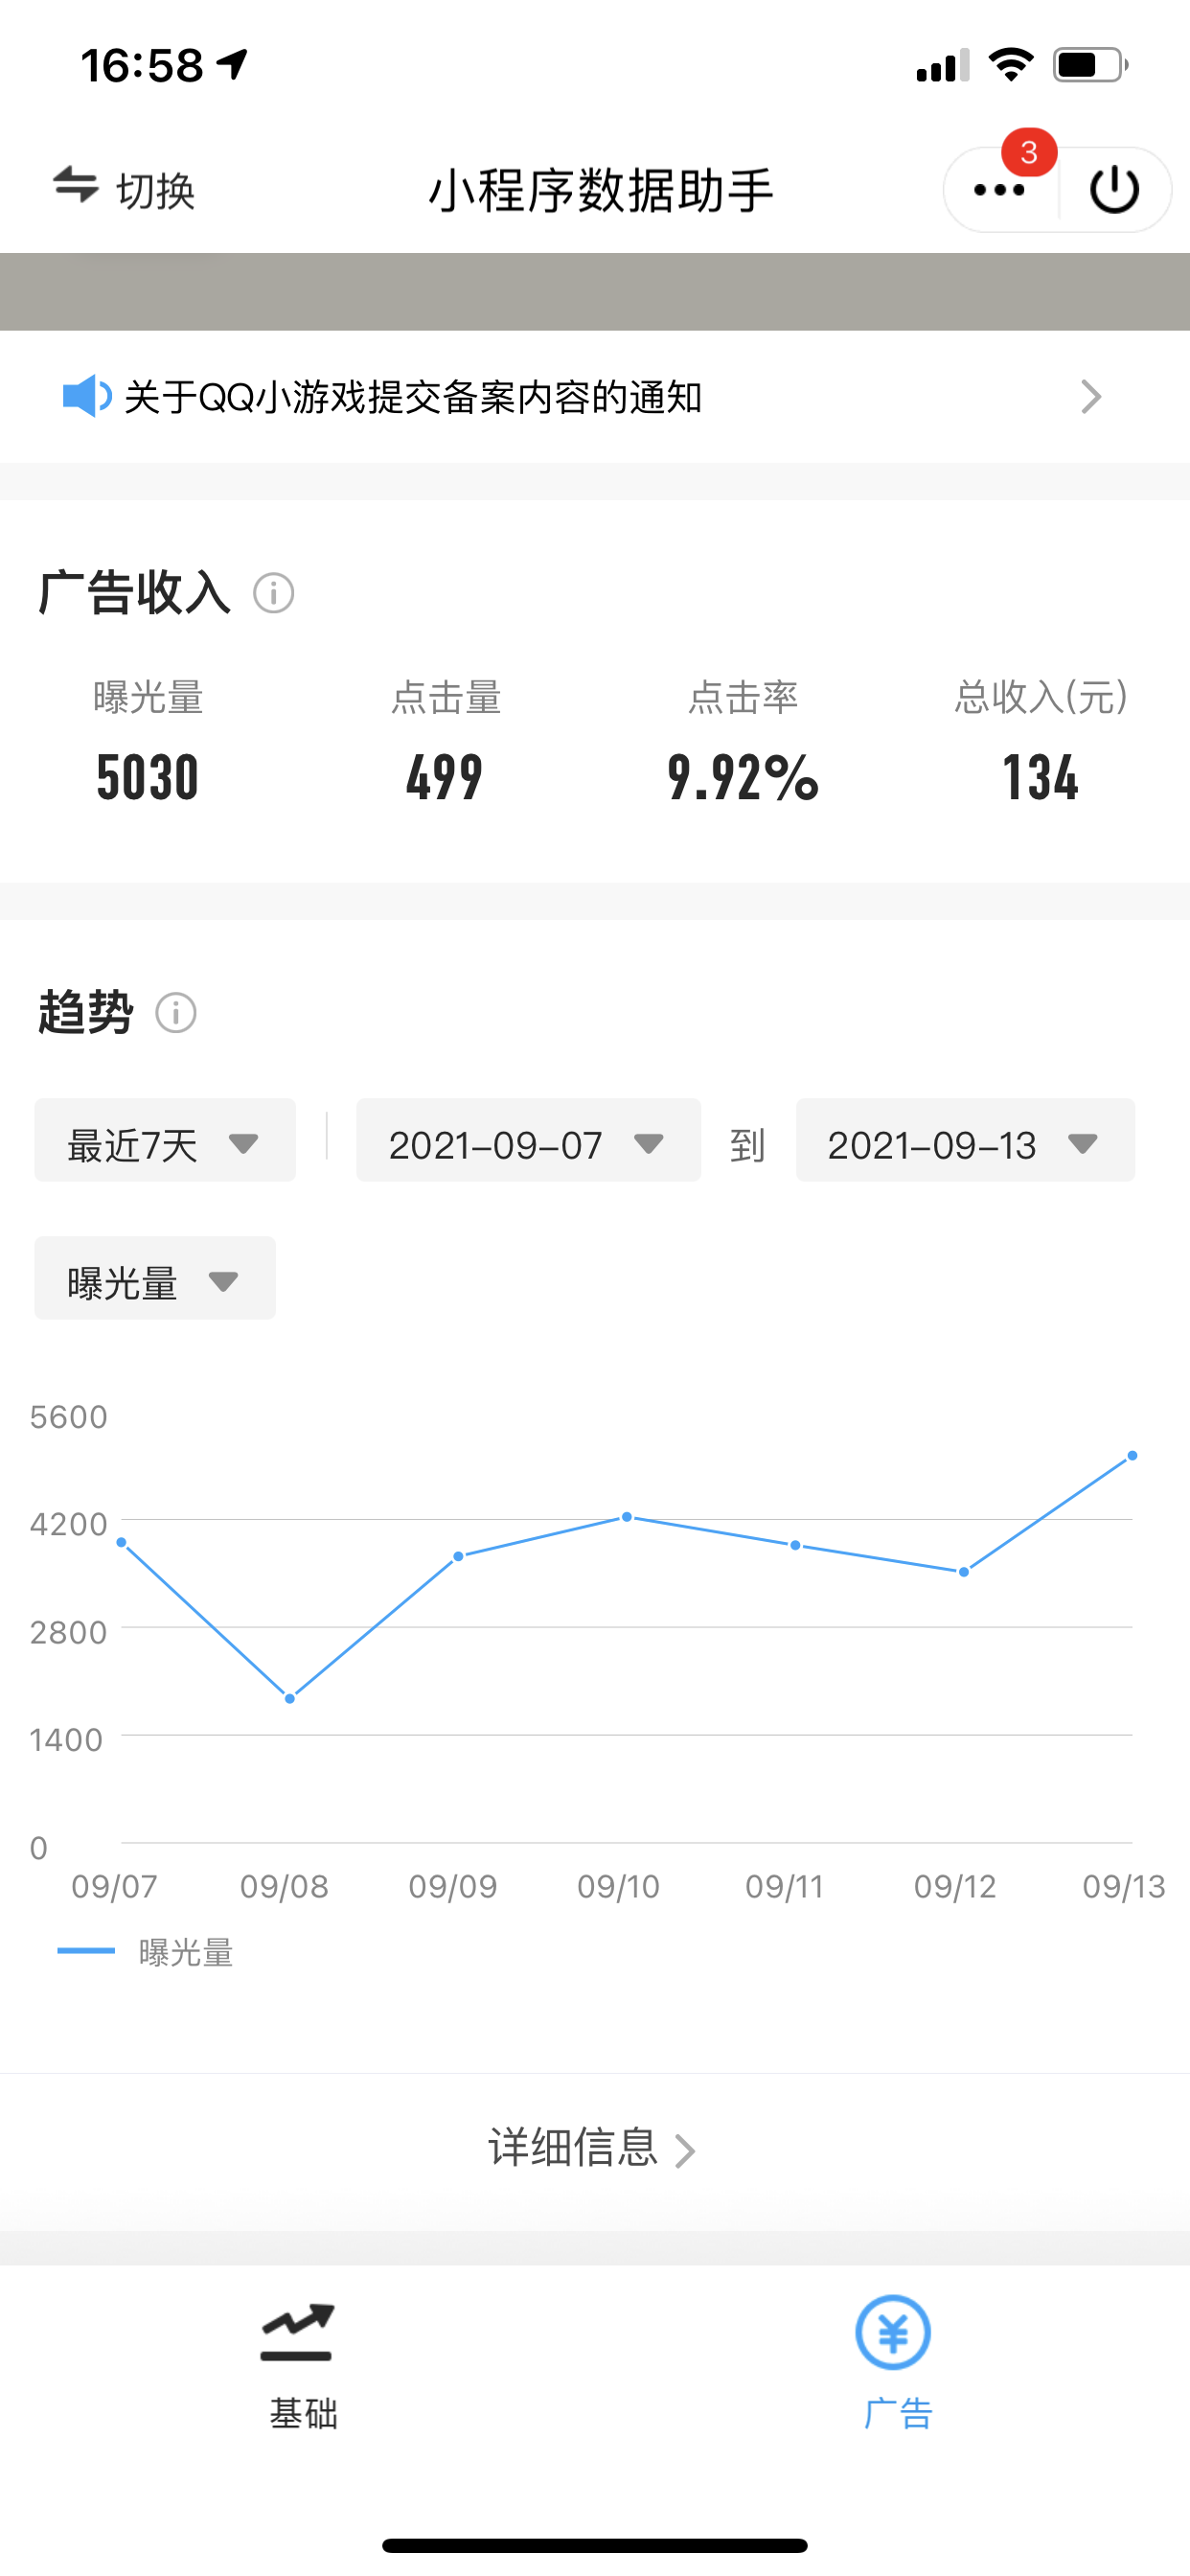 16:58
切换
小程序数据助手
3
关于QQ小游戏提交备案内容的通知
广告收入
曝光量 点击量 点击率 总收入(元)
5030 499 9.92% 134
趋势
最近7天 2021-09-07 到 2021-09-13
曝光量
5600
4200
2800
1400
0
09/07 09/08 09/09 09/10 09/11 09/12 09/13
曝光量
详细信息
基础 广告